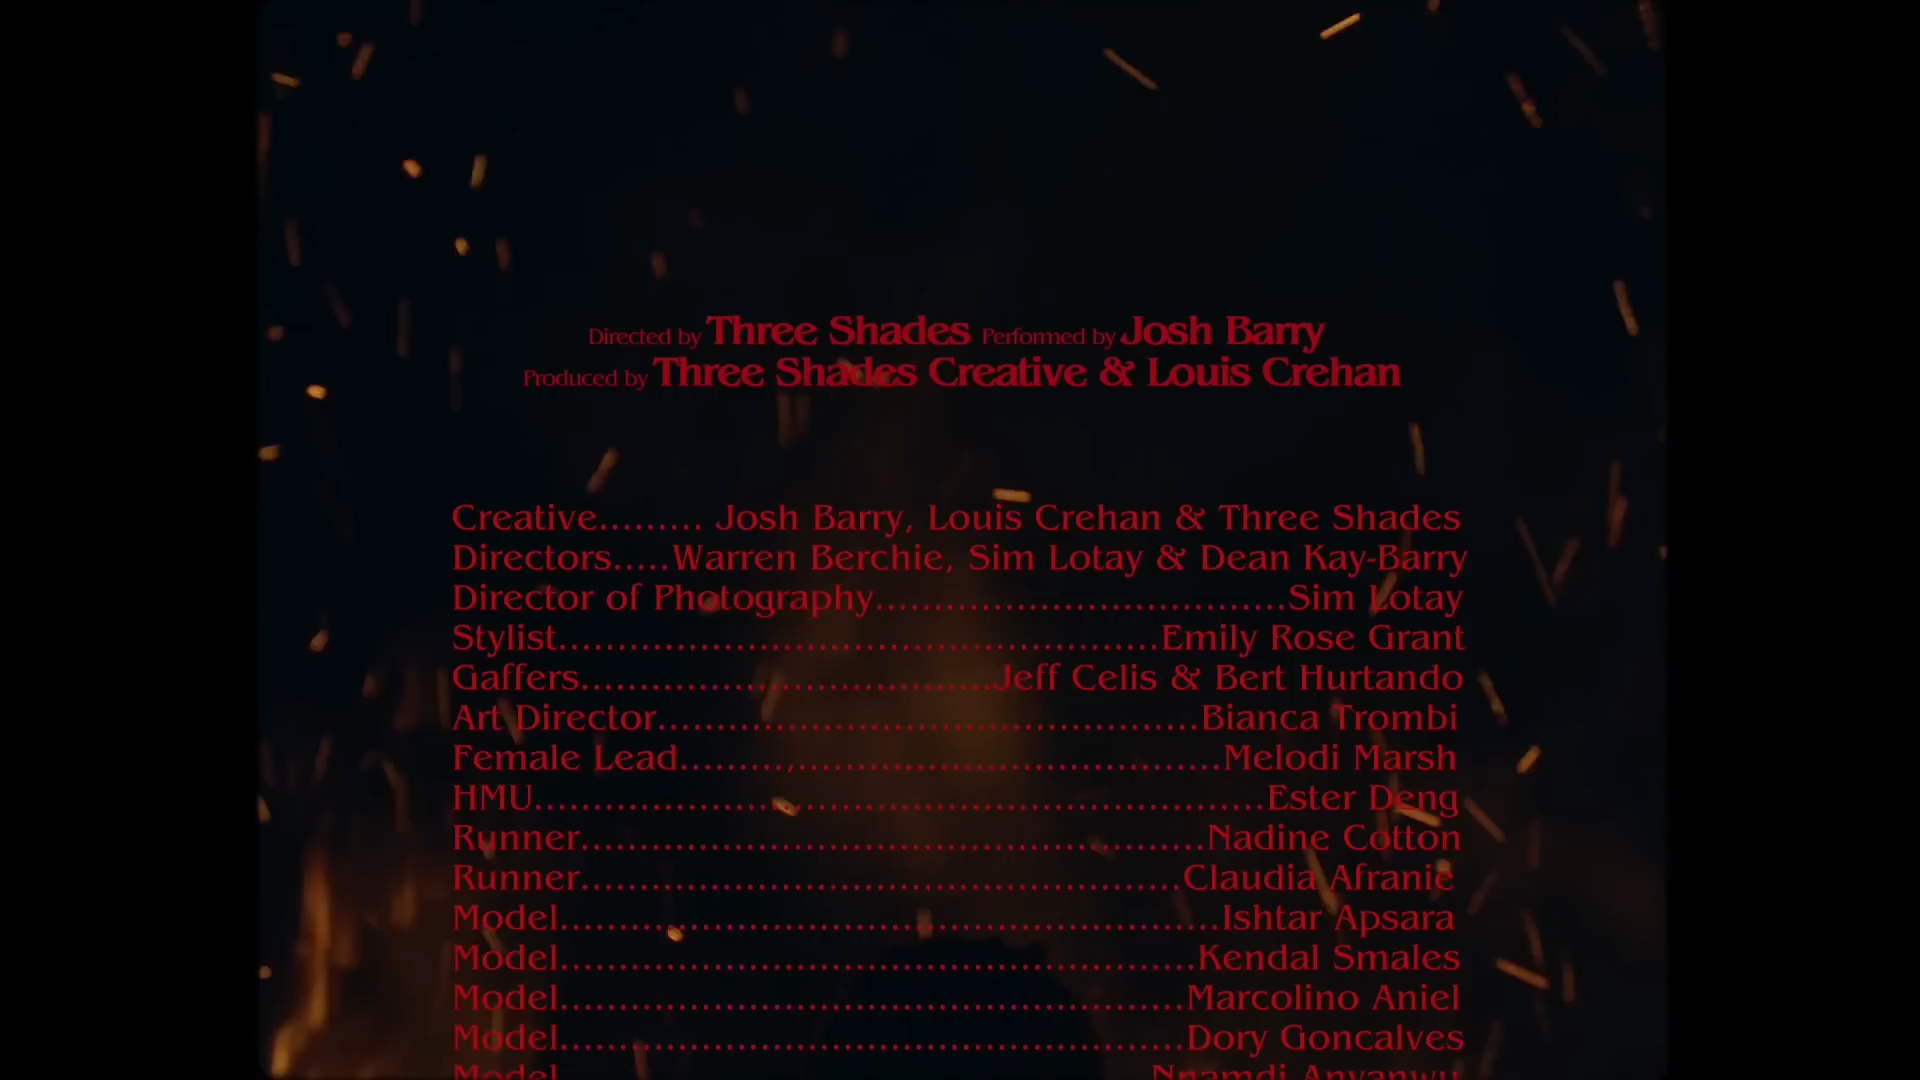 Directed by Three Shades Performed by Josh Barry
Produced by Three Shades Creative & Louis Crehan
Creative......... Josh Barry, Louis Crehan & Three Shades
Directors.....Warren Berchie, Sim Lotay & Dean Kay-Barry
Director of Photography...................................Sim Lotay
Stylist...................................................Emily Rose Grant
Gaffers...................................Jeff Celis & Bert Hurtando
Art Director..............................................Bianca Trombi
Female Lead.........,....................................Melodi Marsh
HMU..............................................................Ester Deng
Runner.....................................................Nadine Cotton
Runner...................................................Claudia Afranie
Model........................................................Ishtar Apsara
Model......................................................Kendal Smales
Model.....................................................Marcolino Aniel
Model.....................................................Dory Goncalves
Model..................................................Nnamdi Anyanwu